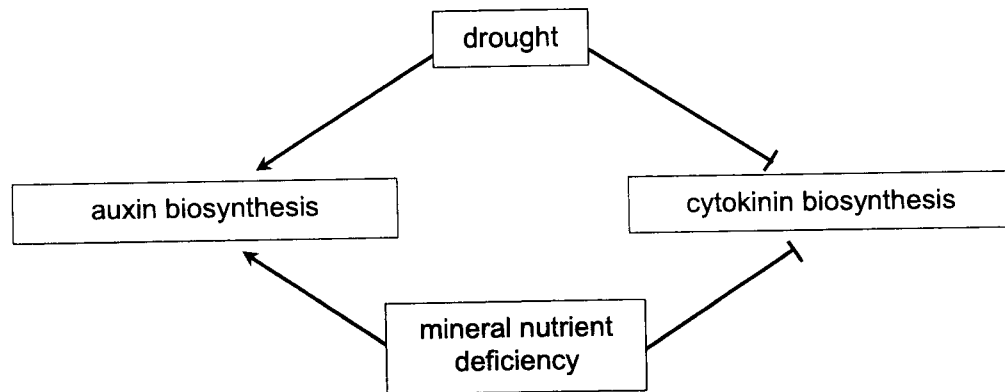 drought
auxin biosynthesis
cytokinin biosynthesis
mineral nutrient
deficiency